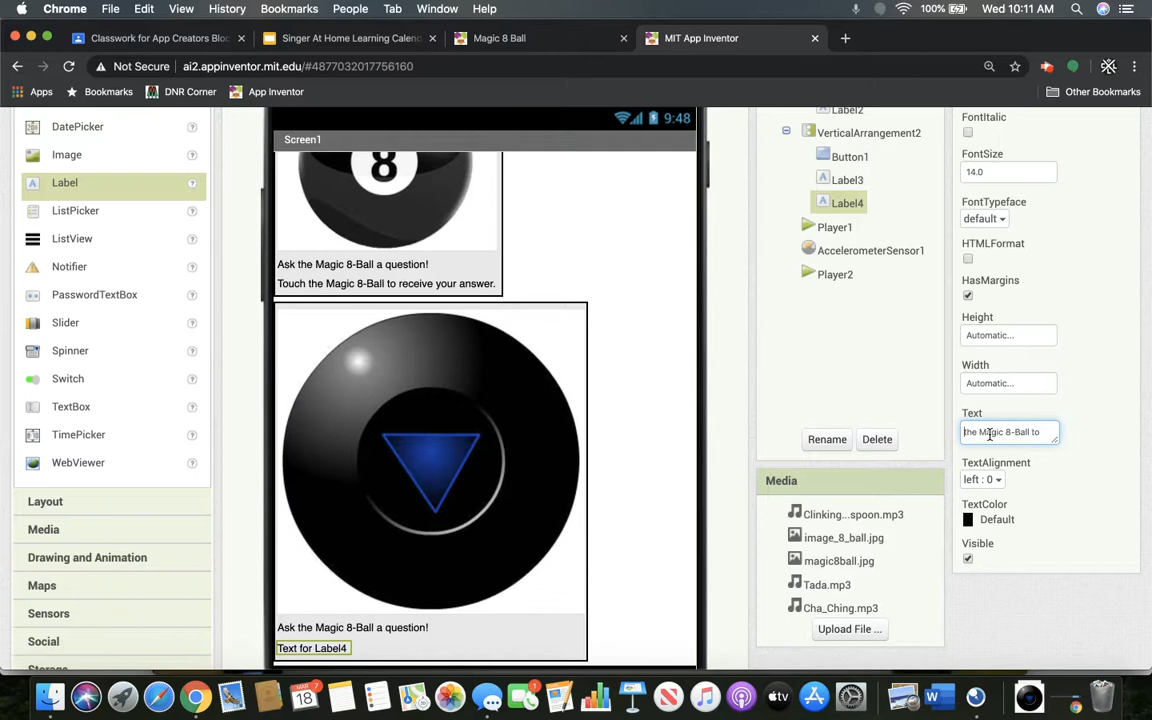 Chrome File Edit View History Bookmarks People Tab Window Help 100% Wed 10:11 AM
Classwork for App Creators Blo Singer At Home Learning Calend Magic 8 Ball MIT App Inventor
Not Secure ai2.appinventor.mit.edu/#4877032017756160
Apps Bookmarks DNR Corner App Inventor Other Bookmarks
DatePicker
Image
Label
ListPicker
ListView
Notifier
PasswordTextBox
Slider
Spinner
Switch
TextBox
TimePicker
WebViewer
Layout
Media
Drawing and Animation
Maps
Sensors
Social
9:48
Screen1
8
Ask the Magic 8-Ball a question!
Touch the Magic 8-Ball to receive your answer.
Ask the Magic 8-Ball a question!
Text for Label4
Label2
VerticalArrangement2
Button1
Label3
Label4
Player1
AccelerometerSensor1
Player2
Rename Delete
Media
Clinking...spoon.mp3
image_8_ball.jpg
magic8ball.jpg
Tada.mp3
Cha_Ching.mp3
Upload File ...
FontItalic
FontSize
14.0
FontTypeface
default
HTMLFormat
HasMargins
Height
Automatic...
Width
Automatic...
Text
the Magic 8-Ball to
TextAlignment
left : 0
TextColor
Default
Visible
MAR
18
1
tv
W